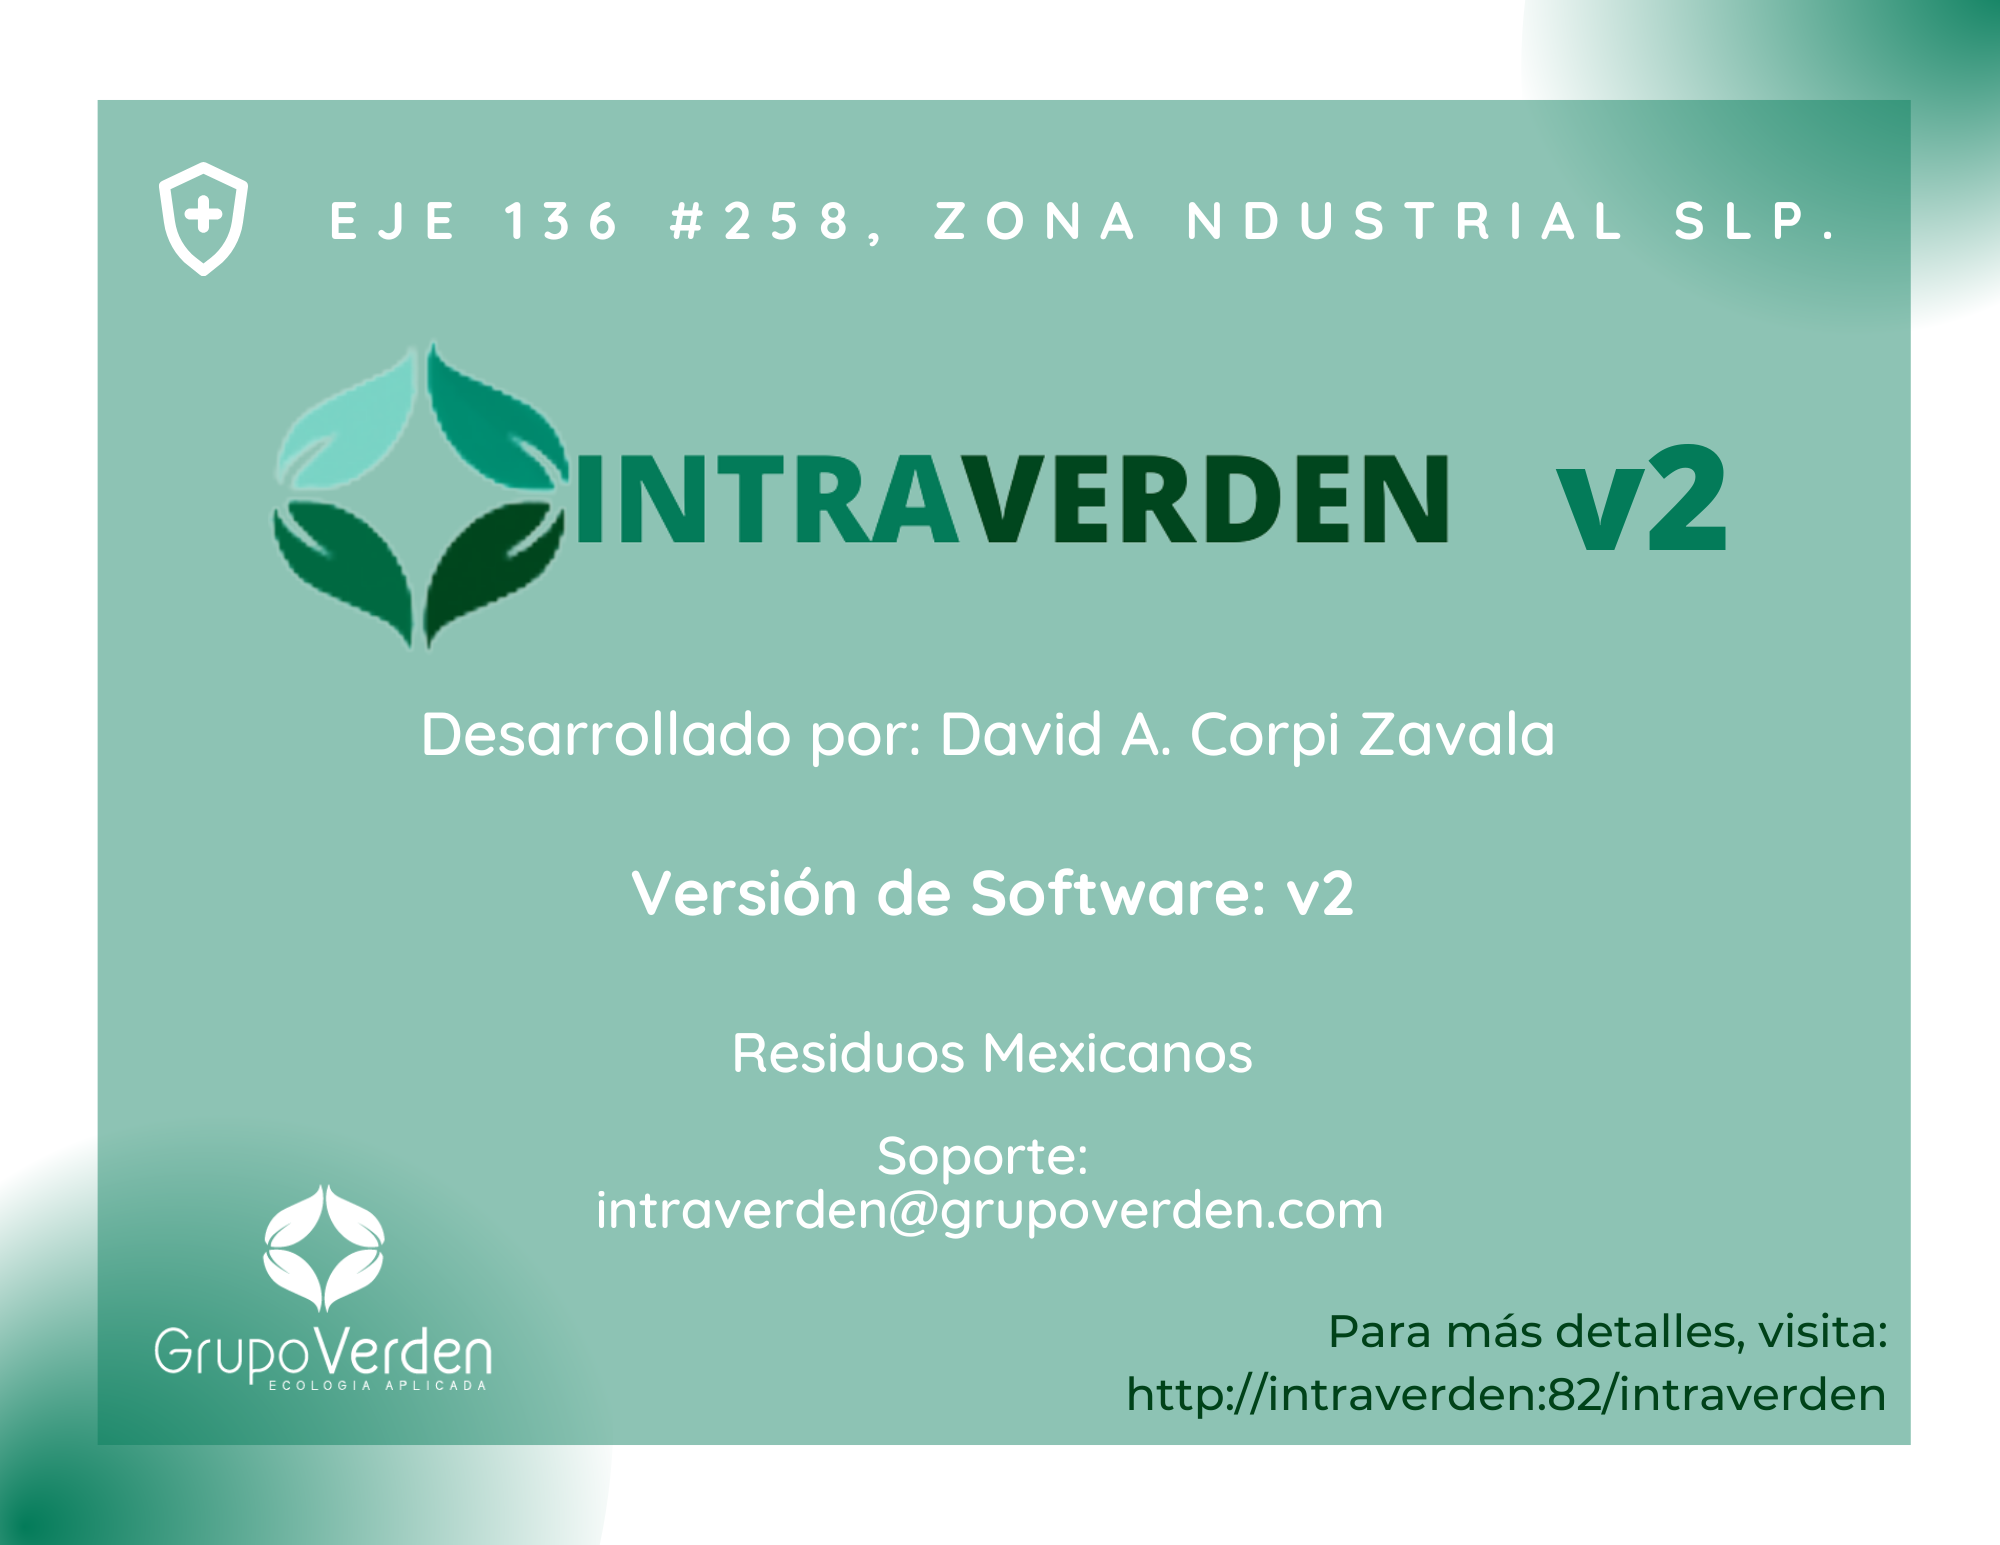 EJE 136 #258, ZONA NDUSTRIAL SLP.
INTRAVERDEN v2
Desarrollado por: David A. Corpi Zavala
Versión de Software: v2
Residuos Mexicanos
Soporte:
intraverden@grupoverden.com
GrupoVerden
ECOLOGIA APLICADA
Para más detalles, visita:
http://intraverden:82/intraverden